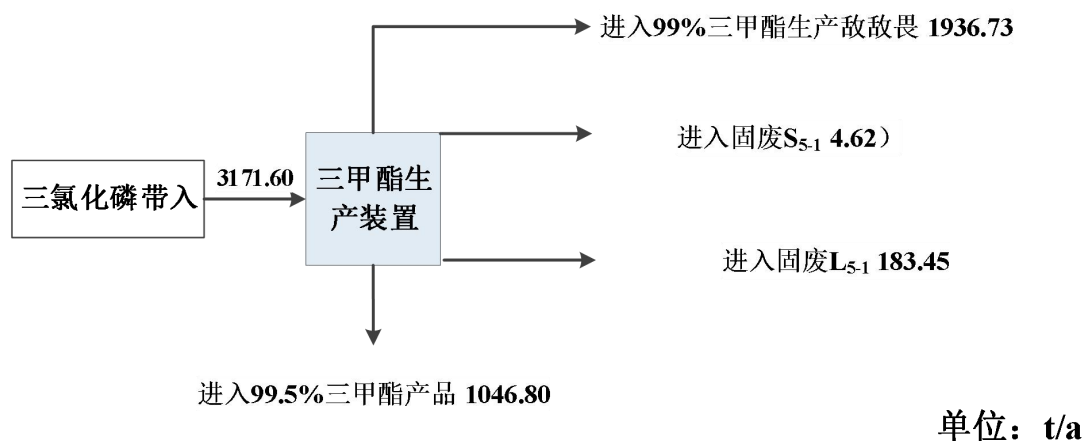 进入99%三甲酯生产敌敌畏 1936.73
进入固废S5-1 4.62）
三氯化磷带入
3171.60
三甲酯生
产装置
进入固废L5-1 183.45
进入99.5%三甲酯产品 1046.80
单位：t/a